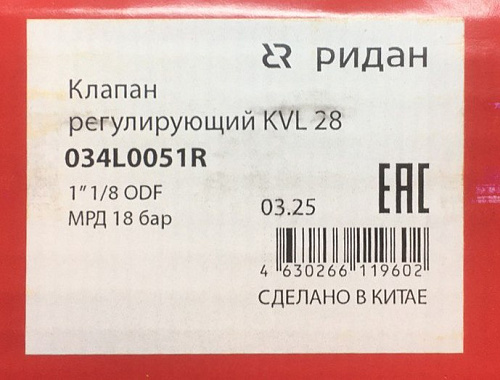 ридан
Клапан
регулирующий KVL 28
034L0051R
1” 1/8 ODF
МРД 18 бар
03.25
EAC
4 630266 119602
СДЕЛАНО В КИТАЕ